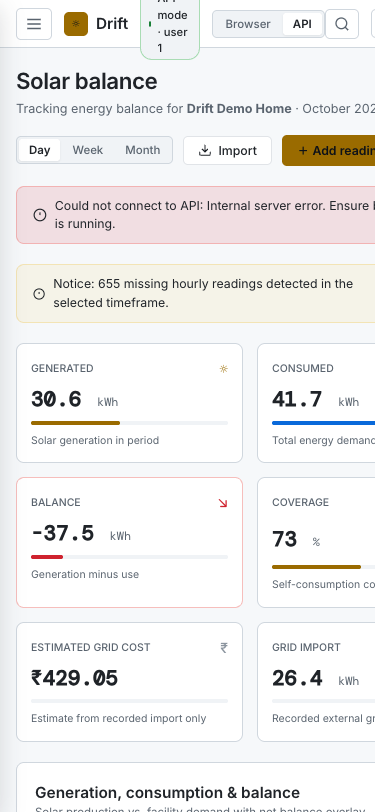 Drift
mode
· user
1
Browser API
Solar balance
Tracking energy balance for Drift Demo Home · October 202
Day Week Month Import + Add readin
Could not connect to API: Internal server error. Ensure
is running.
Notice: 655 missing hourly readings detected in the
selected timeframe.
GENERATED CONSUMED
30.6 kWh 41.7 kWh
Solar generation in period Total energy demand
BALANCE COVERAGE
-37.5 kWh 73 %
Generation minus use Self-consumption co
ESTIMATED GRID COST ₹ GRID IMPORT
₹429.05 26.4 kWh
Estimate from recorded import only Recorded external gr
Generation, consumption & balance
Solar production vs. facility demand with net balance overlay